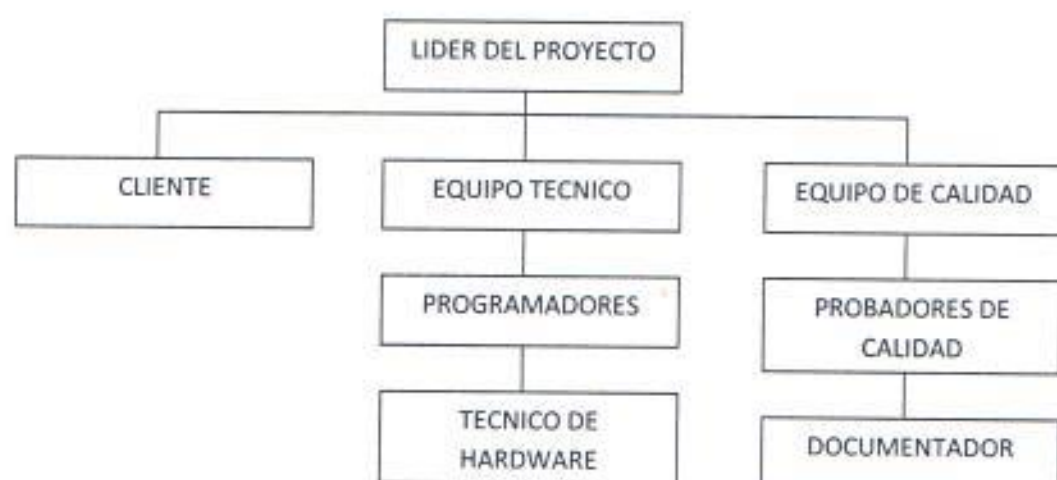 LIDER DEL PROYECTO
CLIENTE
EQUIPO TECNICO
EQUIPO DE CALIDAD
PROGRAMADORES
PROBADORES DE
CALIDAD
TECNICO DE
HARDWARE
DOCUMENTADOR